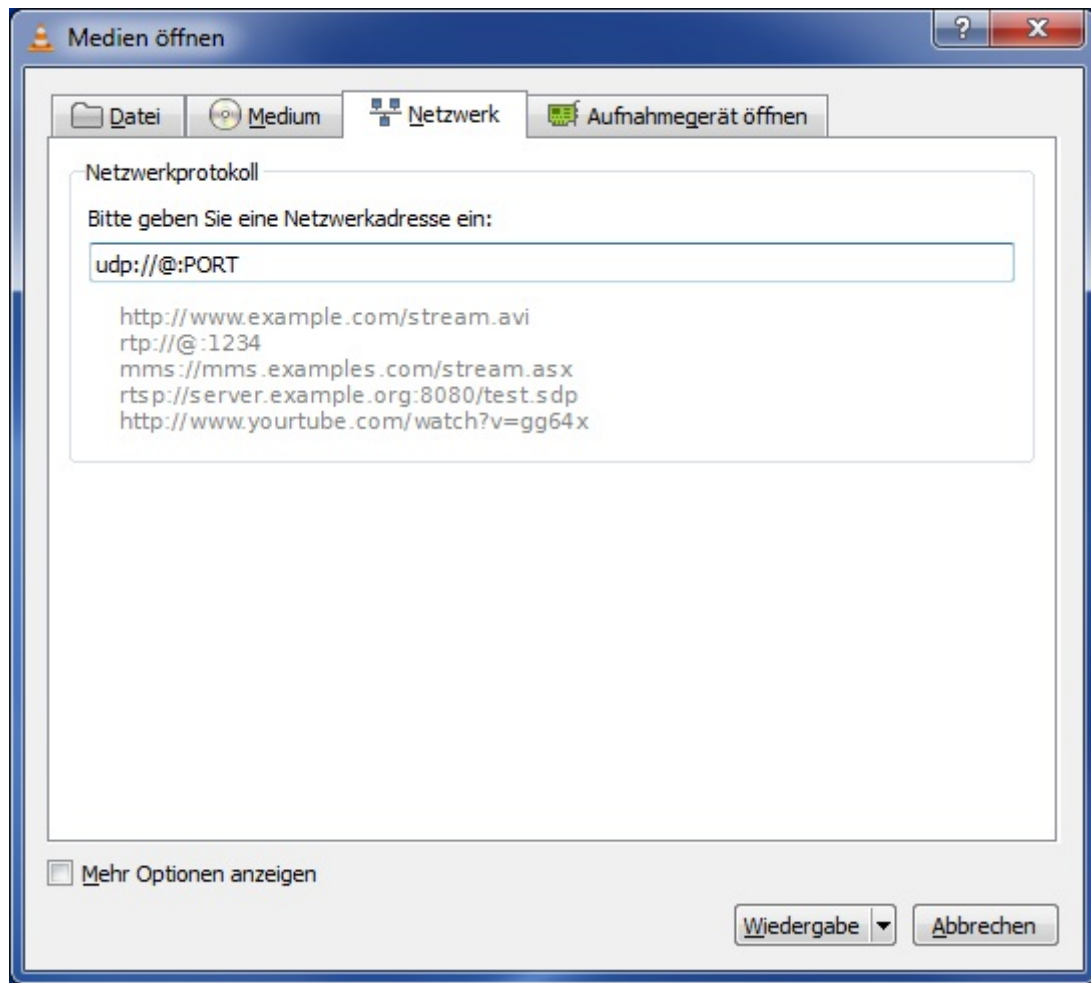 Medien öffnen
?
X
Datei
Medium
Netzwerk
Aufnahmegerät öffnen
Netzwerkprotokoll
Bitte geben Sie eine Netzwerkadresse ein:
udp://@:PORT
http://www.example.com/stream.avi
rtp://@:1234
mms://mms.examples.com/stream.asx
rtsp://server.example.org:8080/test.sdp
http://www.yourtube.com/watch?v=gg64x
Mehr Optionen anzeigen
Wiedergabe
Abbrechen